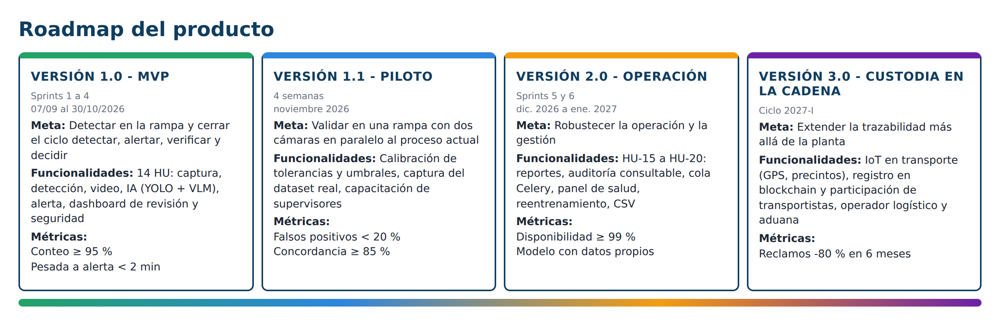 Roadmap del producto
VERSIÓN 1.0 - MVP
Sprints 1 a 4
07/09 al 30/10/2026
Meta: Detectar en la rampa y cerrar
el ciclo detectar, alertar, verificar y
decidir
Funcionalidades: 14 HU: captura,
detección, video, IA (YOLO + VLM),
alerta, dashboard de revisión y
seguridad
Métricas:
Conteo ≥ 95 %
Pesada a alerta < 2 min
VERSIÓN 1.1 - PILOTO
4 semanas
noviembre 2026
Meta: Validar en una rampa con dos
cámaras en paralelo al proceso actual
Funcionalidades: Calibración de
tolerancias y umbrales, captura del
dataset real, capacitación de
supervisores
Métricas:
Falsos positivos < 20 %
Concordancia ≥ 85 %
VERSIÓN 2.0 - OPERACIÓN
Sprints 5 y 6
dic. 2026 a ene. 2027
Meta: Robustecer la operación y la
gestión
Funcionalidades: HU-15 a HU-20:
reportes, auditoría consultable, cola
Celery, panel de salud,
reentrenamiento, CSV
Métricas:
Disponibilidad ≥ 99 %
Modelo con datos propios
VERSIÓN 3.0 - CUSTODIA EN
LA CADENA
Ciclo 2027-I
Meta: Extender la trazabilidad más
allá de la planta
Funcionalidades: IoT en transporte
(GPS, precintos), registro en
blockchain y participación de
transportistas, operador logístico y
aduana
Métricas:
Reclamos -80 % en 6 meses